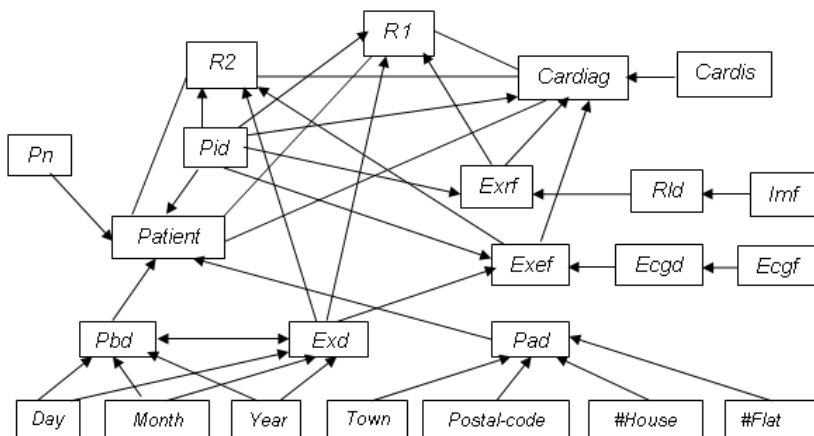 R1
R2
Cardiag
Cardis
Pn
Pid
Exrf
Rld
Imf
Patient
Exef
Ecgd
Ecgf
Pbd
Exd
Pad
Day
Month
Year
Town
Postal-code
#House
#Flat